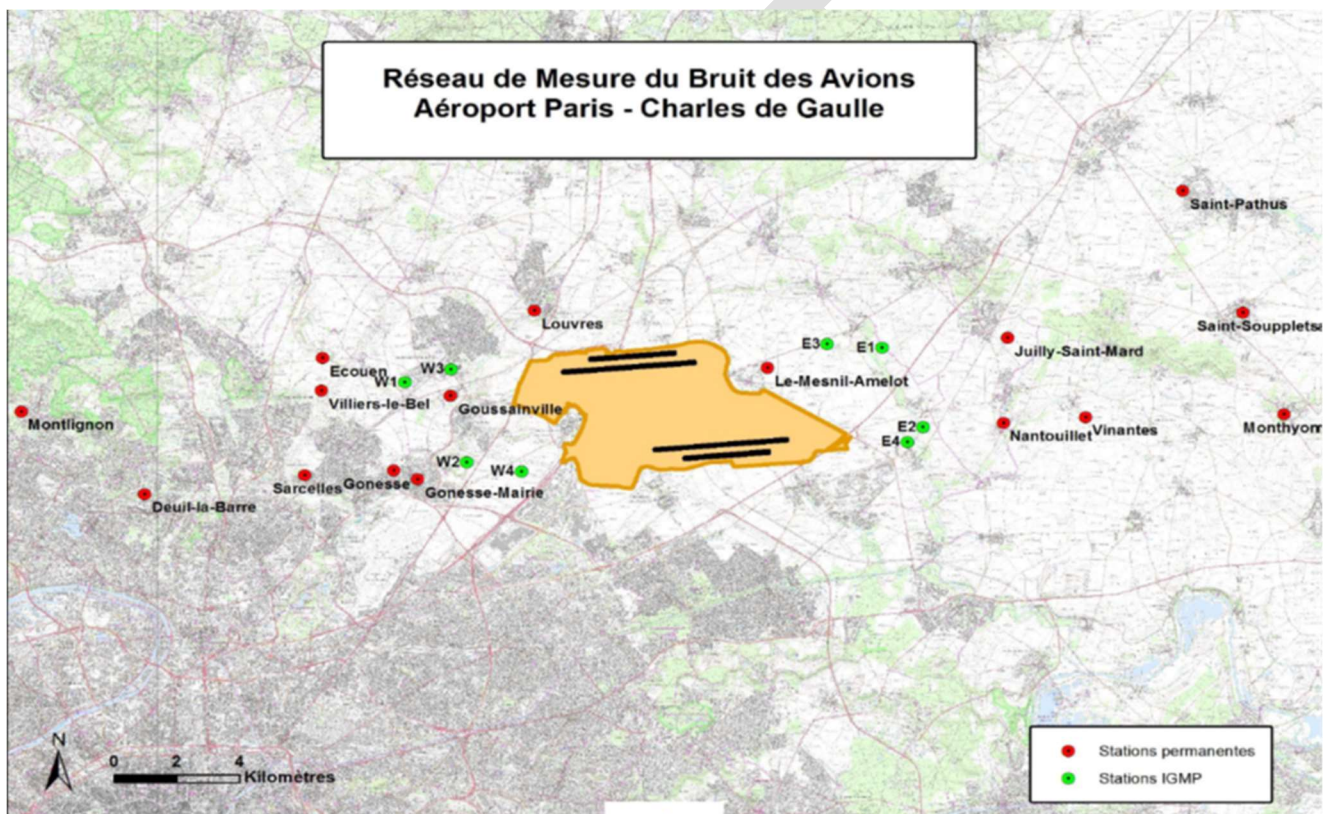 Réseau de Mesure du Bruit des Avions
Aéroport Paris - Charles de Gaulle
Saint-Pathus
Louvres
Saint-Soupplets
E3
E1
Juilly-Saint-Mard
Ecouen
W3
W1
Le-Mesnil-Amelot
Villiers-le-Bel
Goussainville
Montlignon
E2
Nantouillet
Vinantes
Monthyon
E4
W2
W4
Sarcelles
Gonesse
Gonesse-Mairie
Deuil-la-Barre
N
0 2 4
Kilomètres
Stations permanentes
Stations IGMP